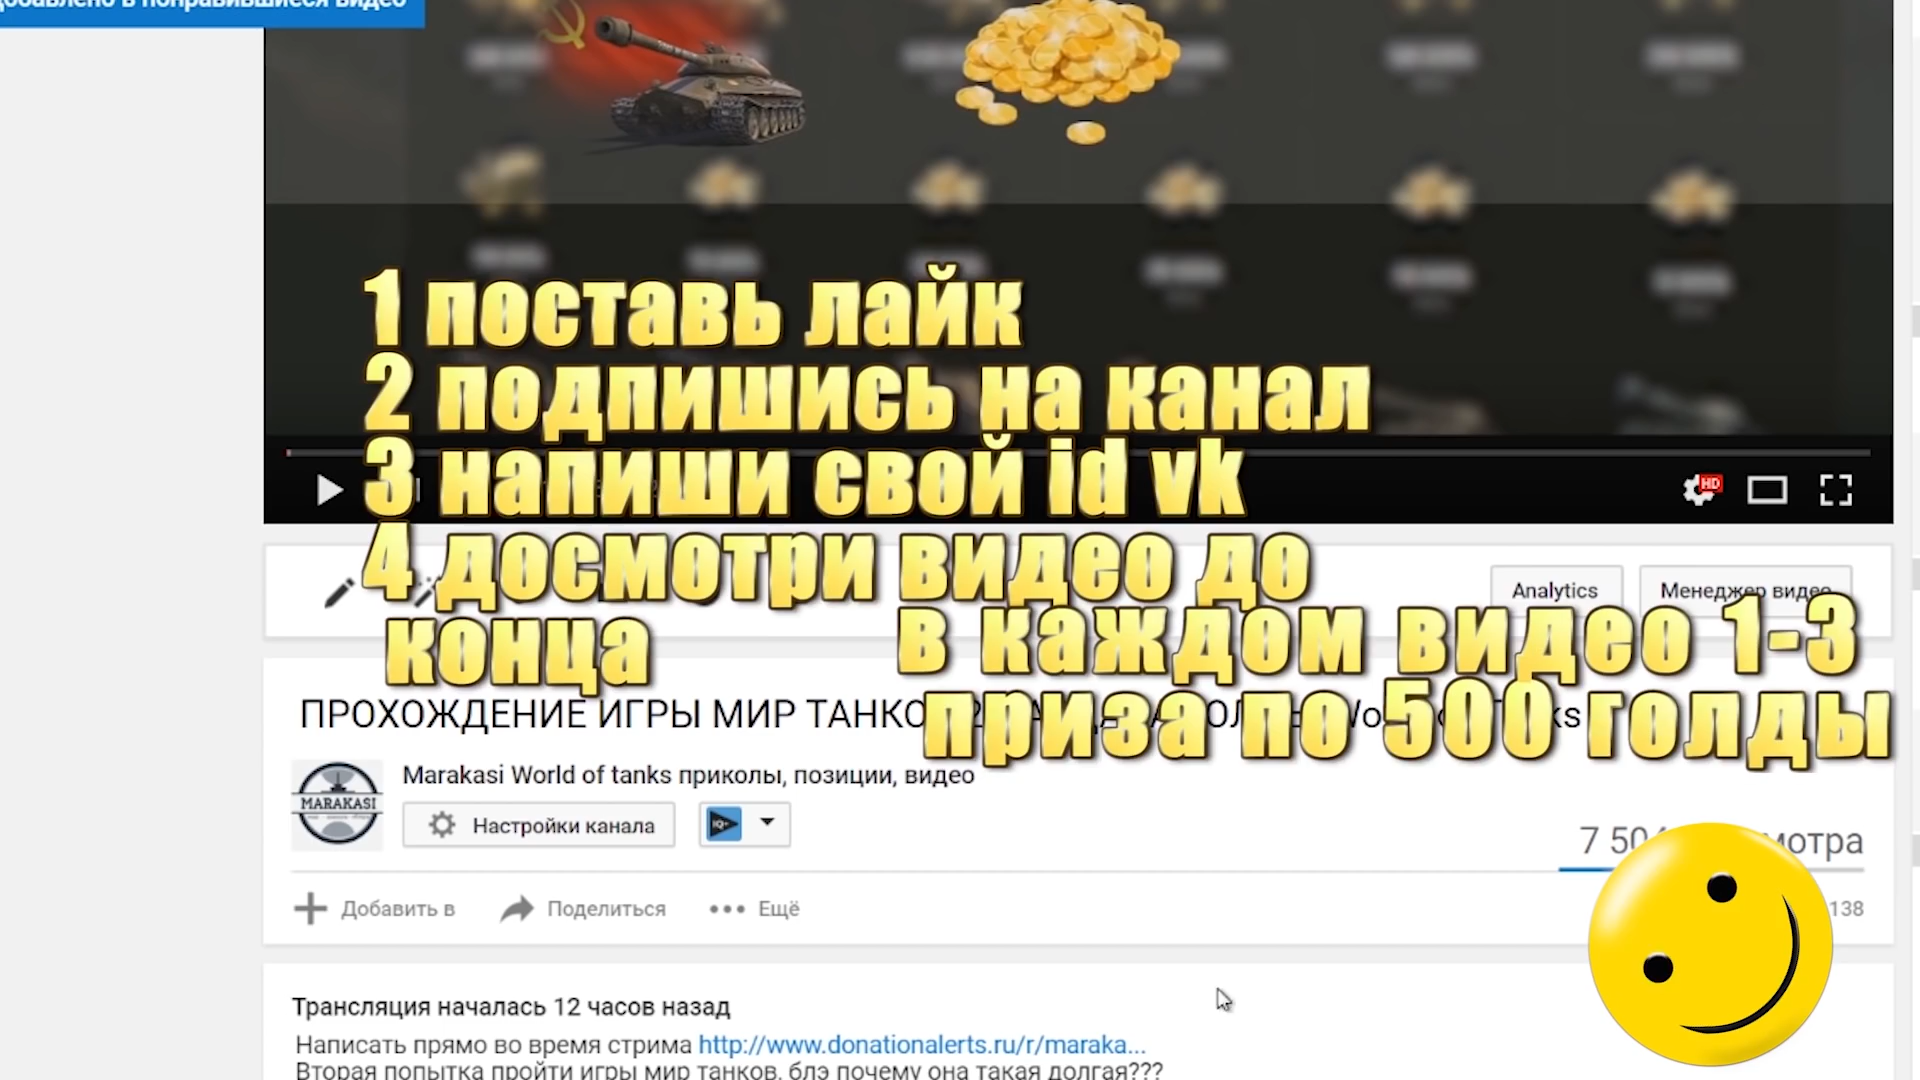 добавлено в понравившиеся видео
1 поставь лайк
2 подпишись на канал
3 напиши свой id vk
HD
4 досмотри видео до
конца
Analytics
Менеджер видео
в каждом видео 1-3
приза по 500 голды
ПРОХОЖДЕНИЕ ИГРЫ МИР ТАНКО
MARAKASI
Marakasi World of tanks приколы, позиции, видео
Настройки канала
IQ+
7 50
Добавить в
Поделиться
Ещё
138
Трансляция началась 12 часов назад
Написать прямо во время стрима http://www.donationalerts.ru/r/maraka...
Вторая попытка пройти игры мир танков, блэ почему она такая долгая???